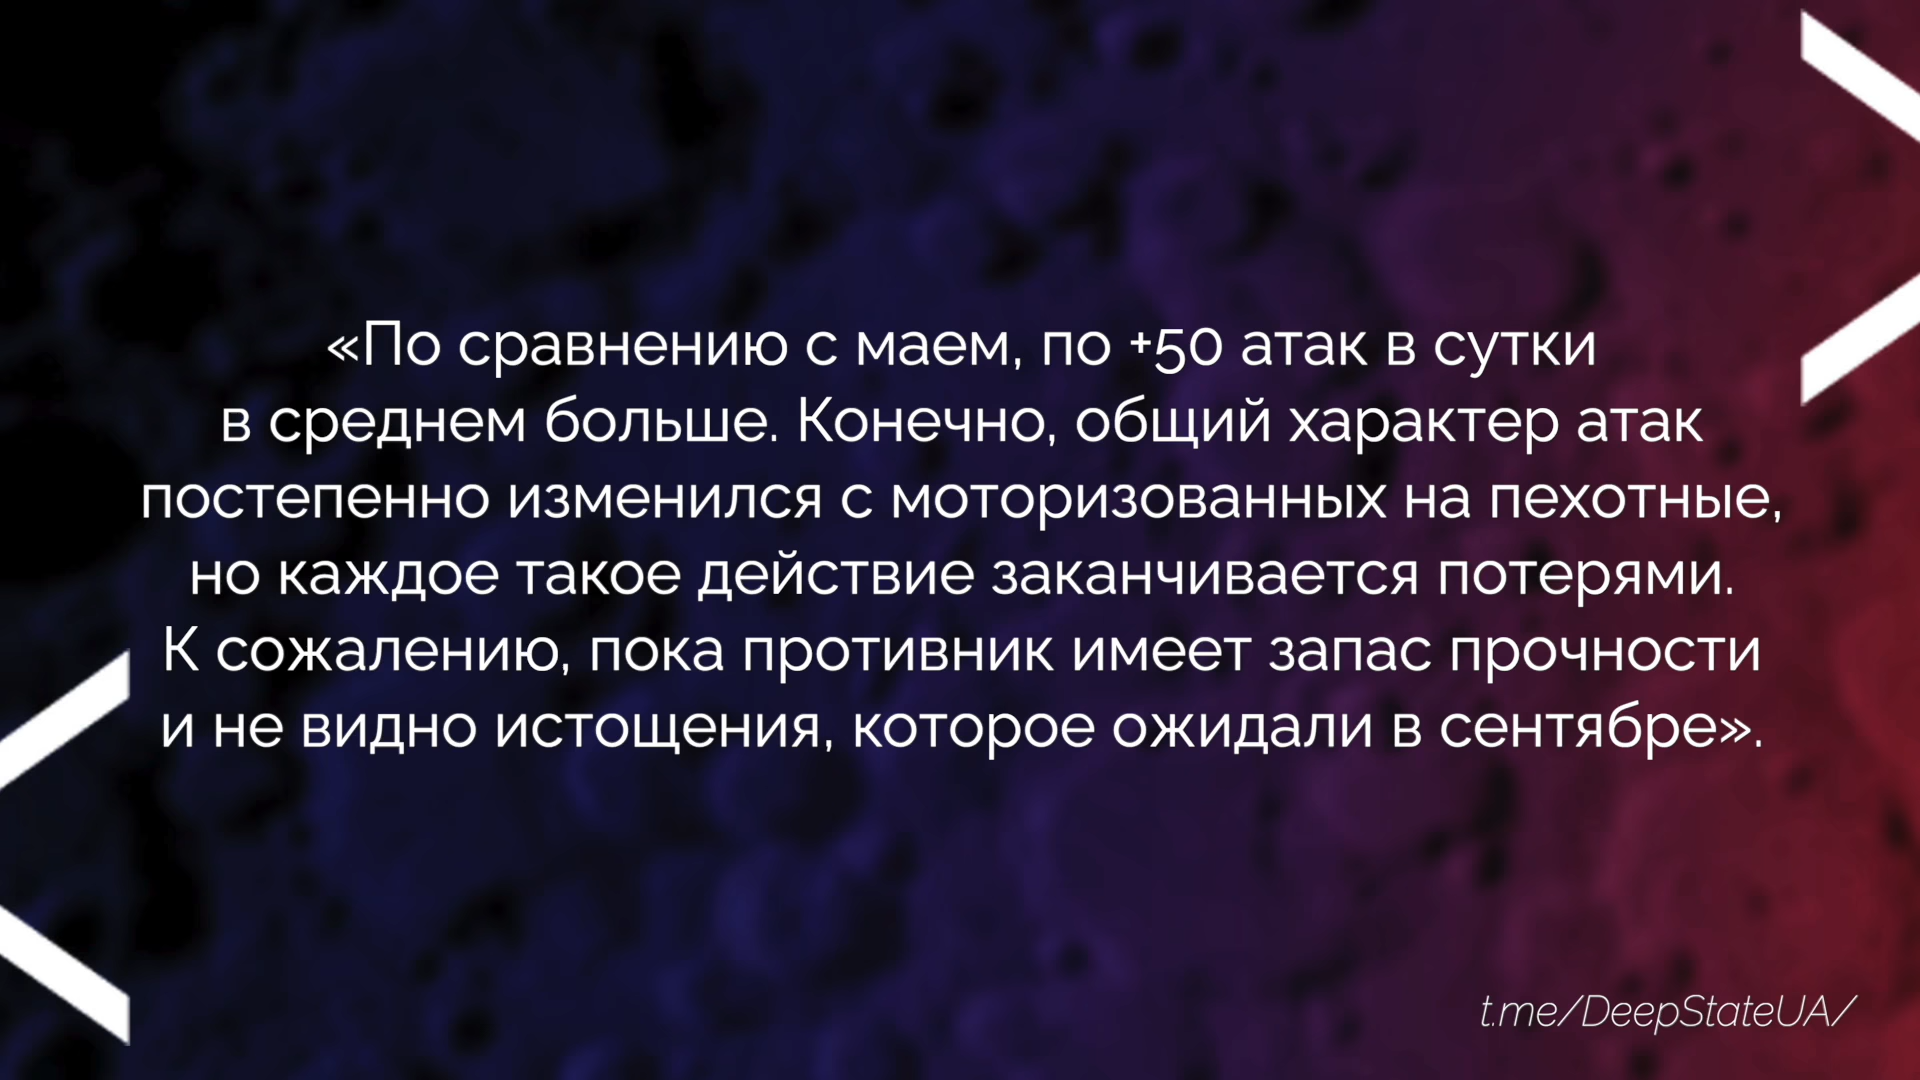 «По сравнению с маем, по +50 атак в сутки
в среднем больше. Конечно, общий характер атак
постепенно изменился с моторизованных на пехотные,
но каждое такое действие заканчивается потерями.
К сожалению, пока противник имеет запас прочности
и не видно истощения, которое ожидали в сентябре».
t.me/DeepStateUA/